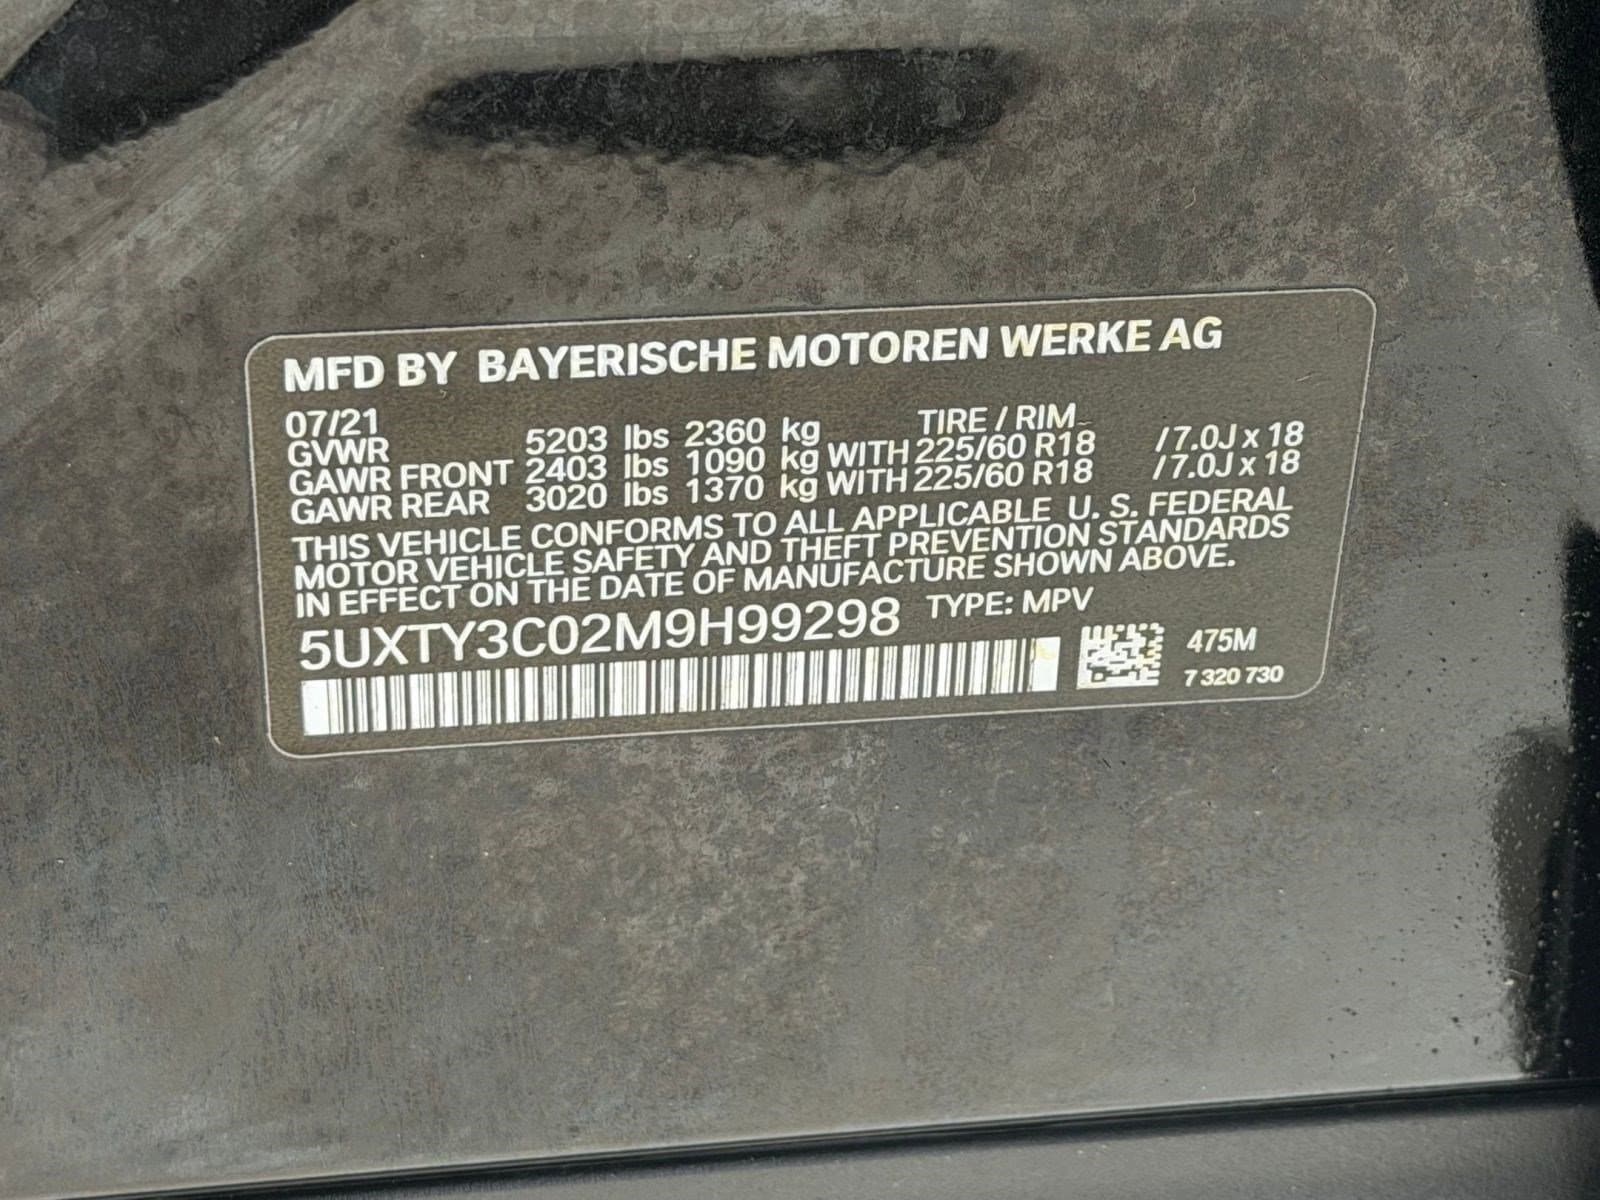 MFD BY BAYERISCHE MOTOREN WERKE AG
07/21 TIRE / RIM
GVWR 5203 lbs 2360 kg
GAWR FRONT 2403 lbs 1090 kg WITH 225/60 R18 / 7.0J x 18
GAWR REAR 3020 lbs 1370 kg WITH 225/60 R18 / 7.0J x 18
THIS VEHICLE CONFORMS TO ALL APPLICABLE U. S. FEDERAL
MOTOR VEHICLE SAFETY AND THEFT PREVENTION STANDARDS
IN EFFECT ON THE DATE OF MANUFACTURE SHOWN ABOVE.
5UXTY3C02M9H99298 TYPE: MPV
475M
7 320 730